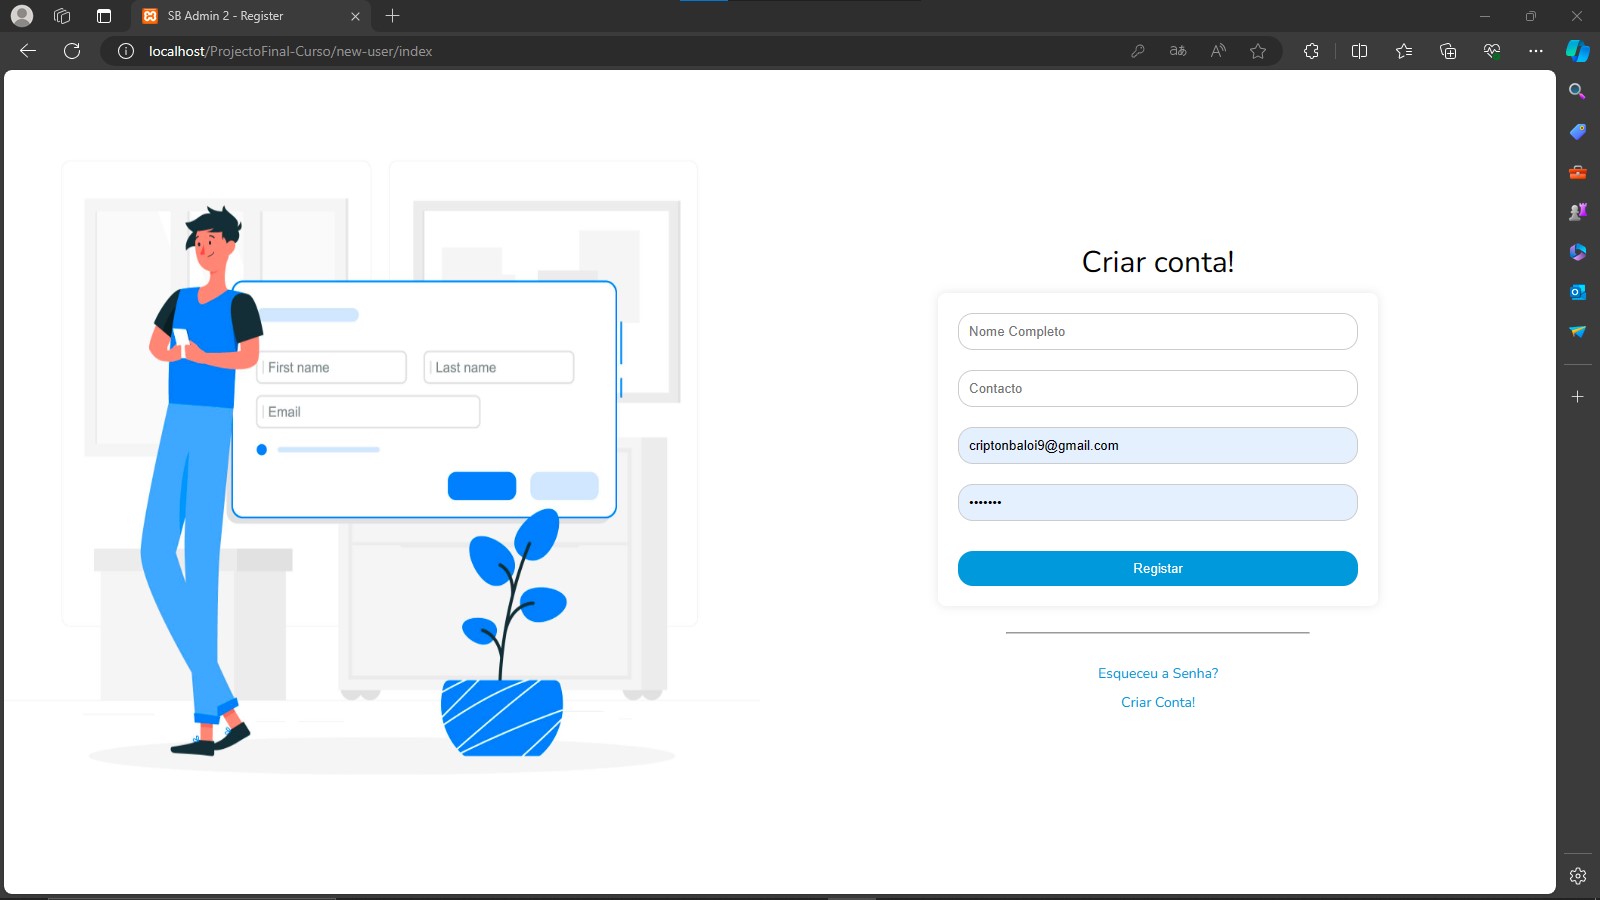 SB Admin 2 - Register
localhost/ProjectoFinal-Curso/new-user/index
First name
Last name
Email
Criar conta!
Nome Completo
Contacto
criptonbaloi9@gmail.com
•••••••
Registar
Esqueceu a Senha?
Criar Conta!